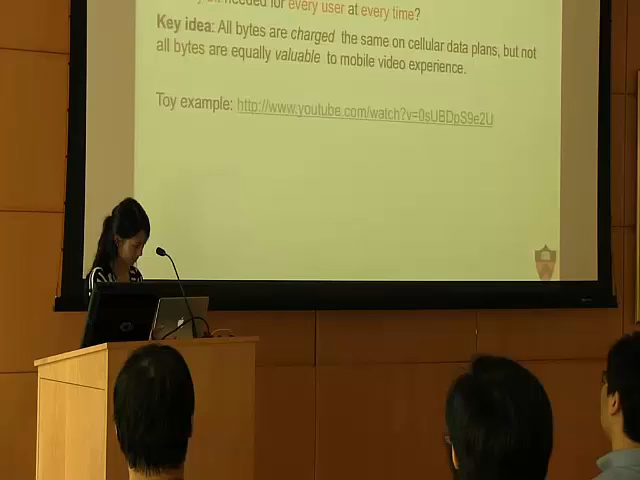 needed for every user at every time?
Key idea: All bytes are charged the same on cellular data plans, but not
all bytes are equally valuable to mobile video experience.
Toy example: http://www.youtube.com/watch?v=0sUBDpS9e2U